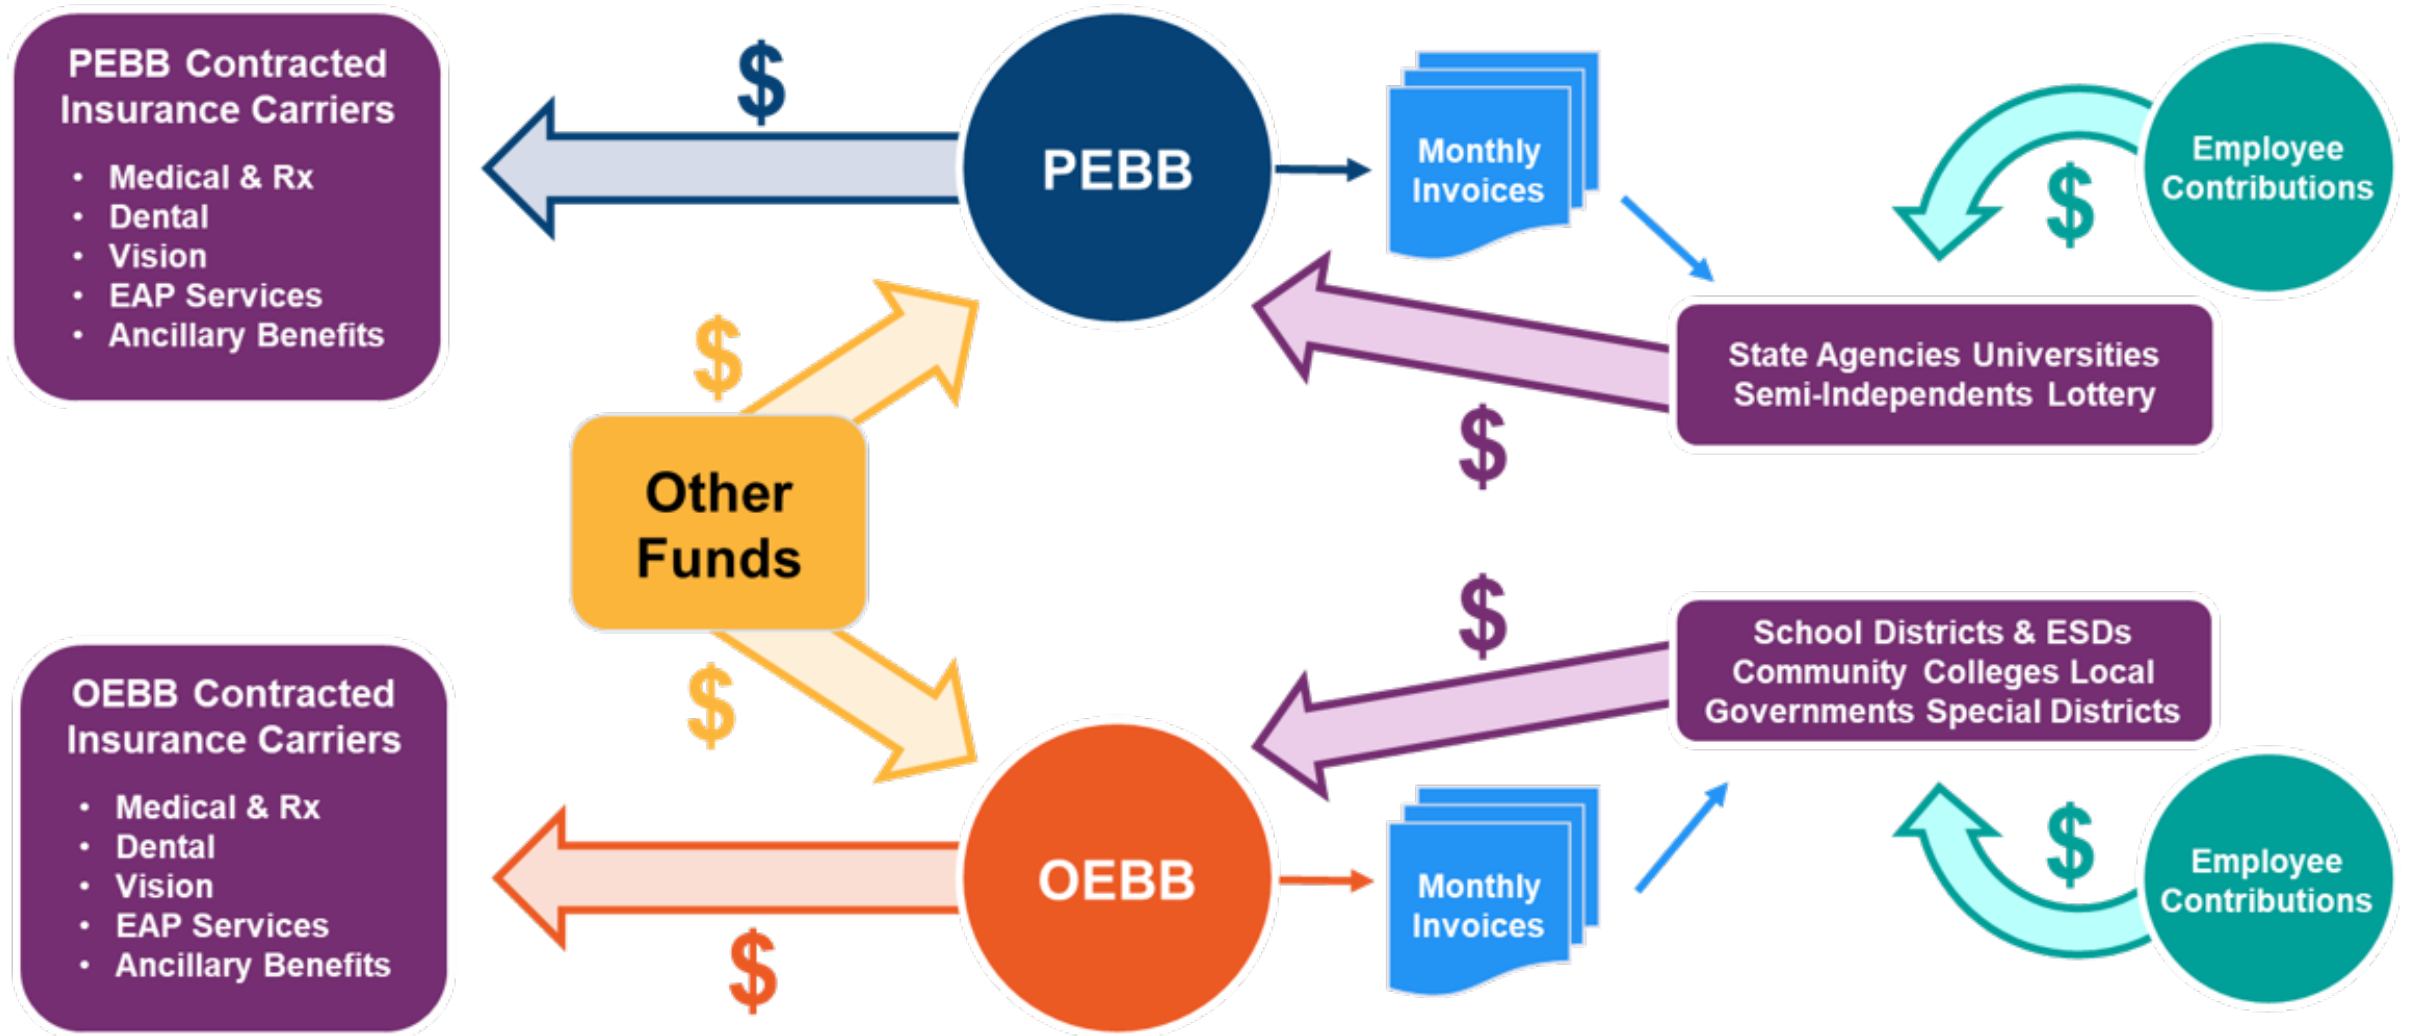 PEBB Contracted
Insurance Carriers
• Medical & Rx
• Dental
• Vision
• EAP Services
• Ancillary Benefits
$
PEBB
Monthly
Invoices
$
Employee
Contributions
$
State Agencies Universities
Semi-Independents Lottery
$
Other
Funds
$
$
School Districts & ESDs
Community Colleges Local
Governments Special Districts
OEBB Contracted
Insurance Carriers
• Medical & Rx
• Dental
• Vision
• EAP Services
• Ancillary Benefits
$
OEBB
Monthly
Invoices
$
Employee
Contributions